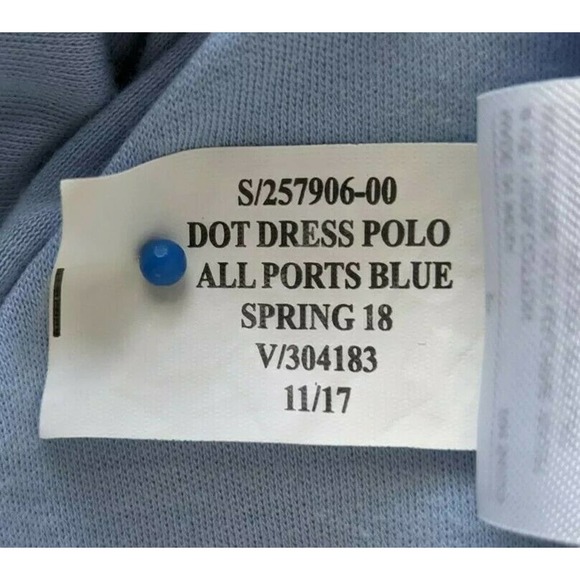 S/257906-00
DOT DRESS POLO
ALL PORTS BLUE
SPRING 18
V/304183
11/17